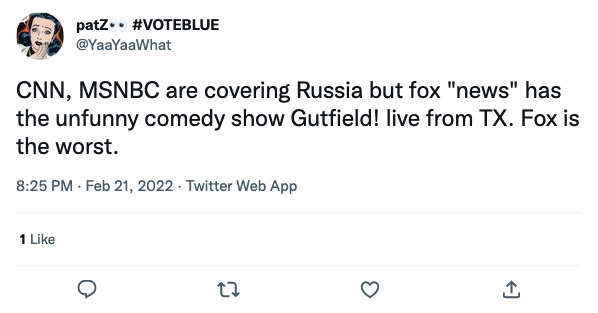 patZ👀 #VOTEBLUE
@YaaYaaWhat
CNN, MSNBC are covering Russia but fox "news" has
the unfunny comedy show Gutfield! live from TX. Fox is
the worst.
8:25 PM · Feb 21, 2022 · Twitter Web App
1 Like